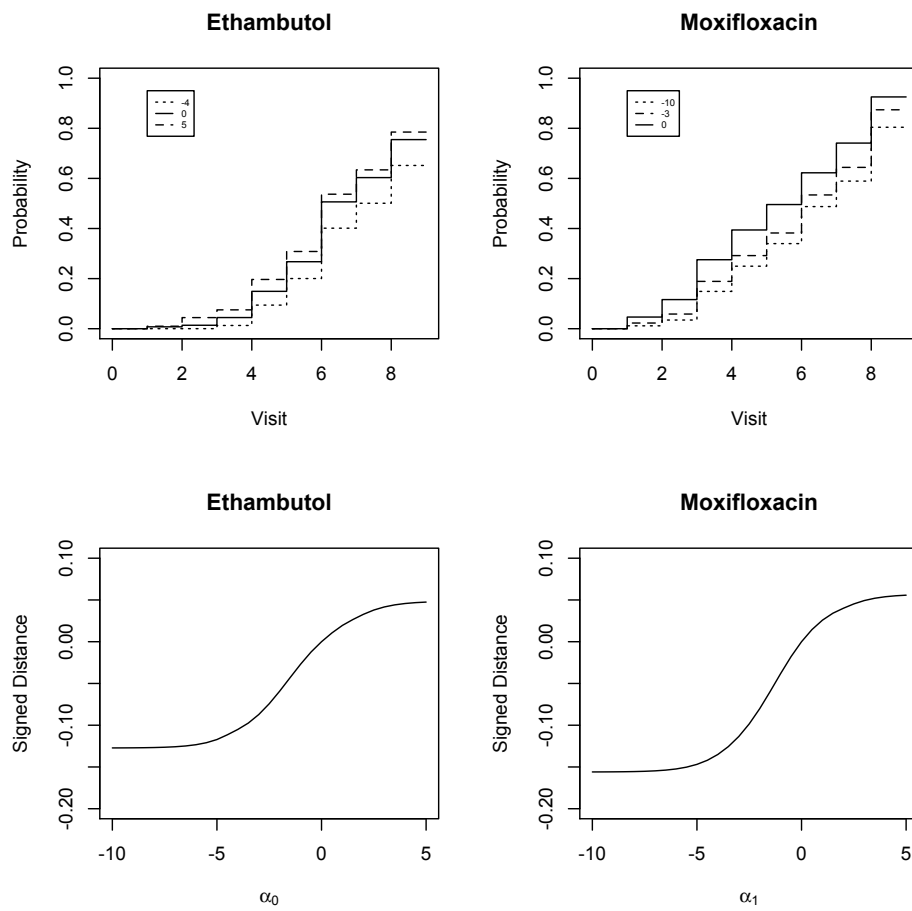 Ethambutol
Probability
0.0 0.2 0.4 0.6 0.8 1.0
-4
0
5
0 2 4 6 8
Visit
Moxifloxacin
Probability
0.0 0.2 0.4 0.6 0.8 1.0
-10
-3
0
0 2 4 6 8
Visit
Ethambutol
Signed Distance
-0.20 -0.10 0.00 0.10
-10 -5 0 5
α0
Moxifloxacin
Signed Distance
-0.20 -0.10 0.00 0.10
-10 -5 0 5
α1